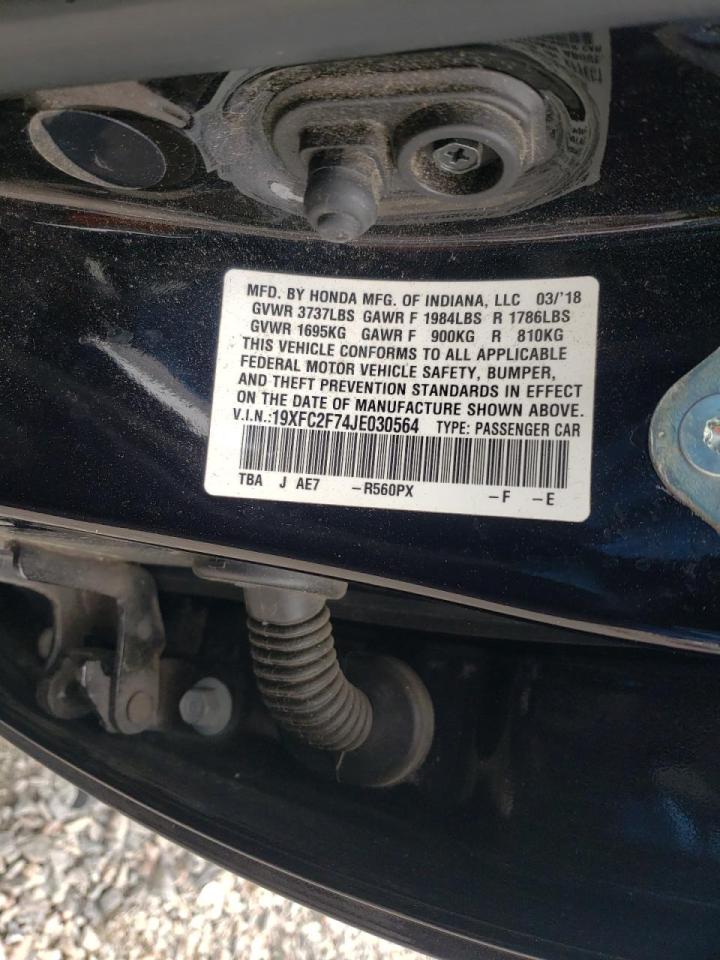 MFD. BY HONDA MFG. OF INDIANA, LLC 03/'18
GVWR 3737LBS GAWR F 1984LBS R 1786LBS
GVWR 1695KG GAWR F 900KG R 810KG
THIS VEHICLE CONFORMS TO ALL APPLICABLE
FEDERAL MOTOR VEHICLE SAFETY, BUMPER,
AND THEFT PREVENTION STANDARDS IN EFFECT
ON THE DATE OF MANUFACTURE SHOWN ABOVE.
V.I.N.:19XFC2F74JE030564 TYPE: PASSENGER CAR
TBA J AE7 –R560PX –F –E